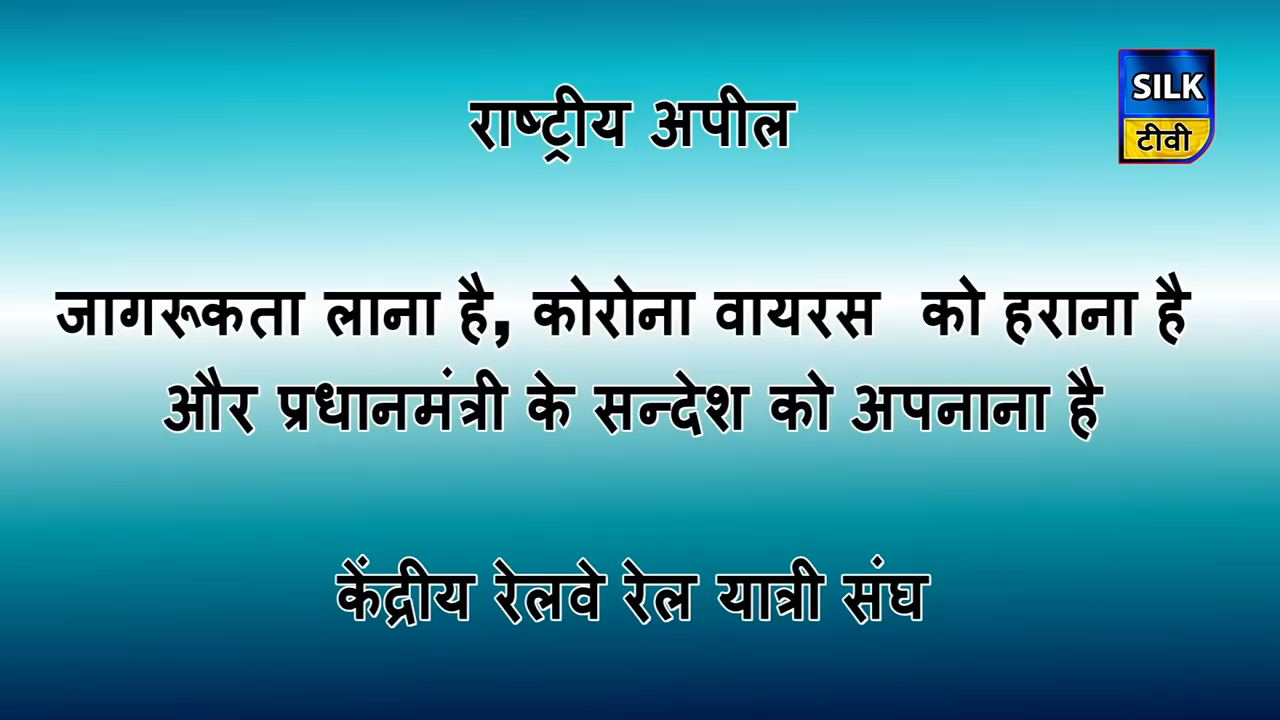 राष्ट्रीय अपील
SILK
टीवी
जागरूकता लाना है, कोरोना वायरस को हराना है
और प्रधानमंत्री के सन्देश को अपनाना है
केंद्रीय रेलवे रेल यात्री संघ